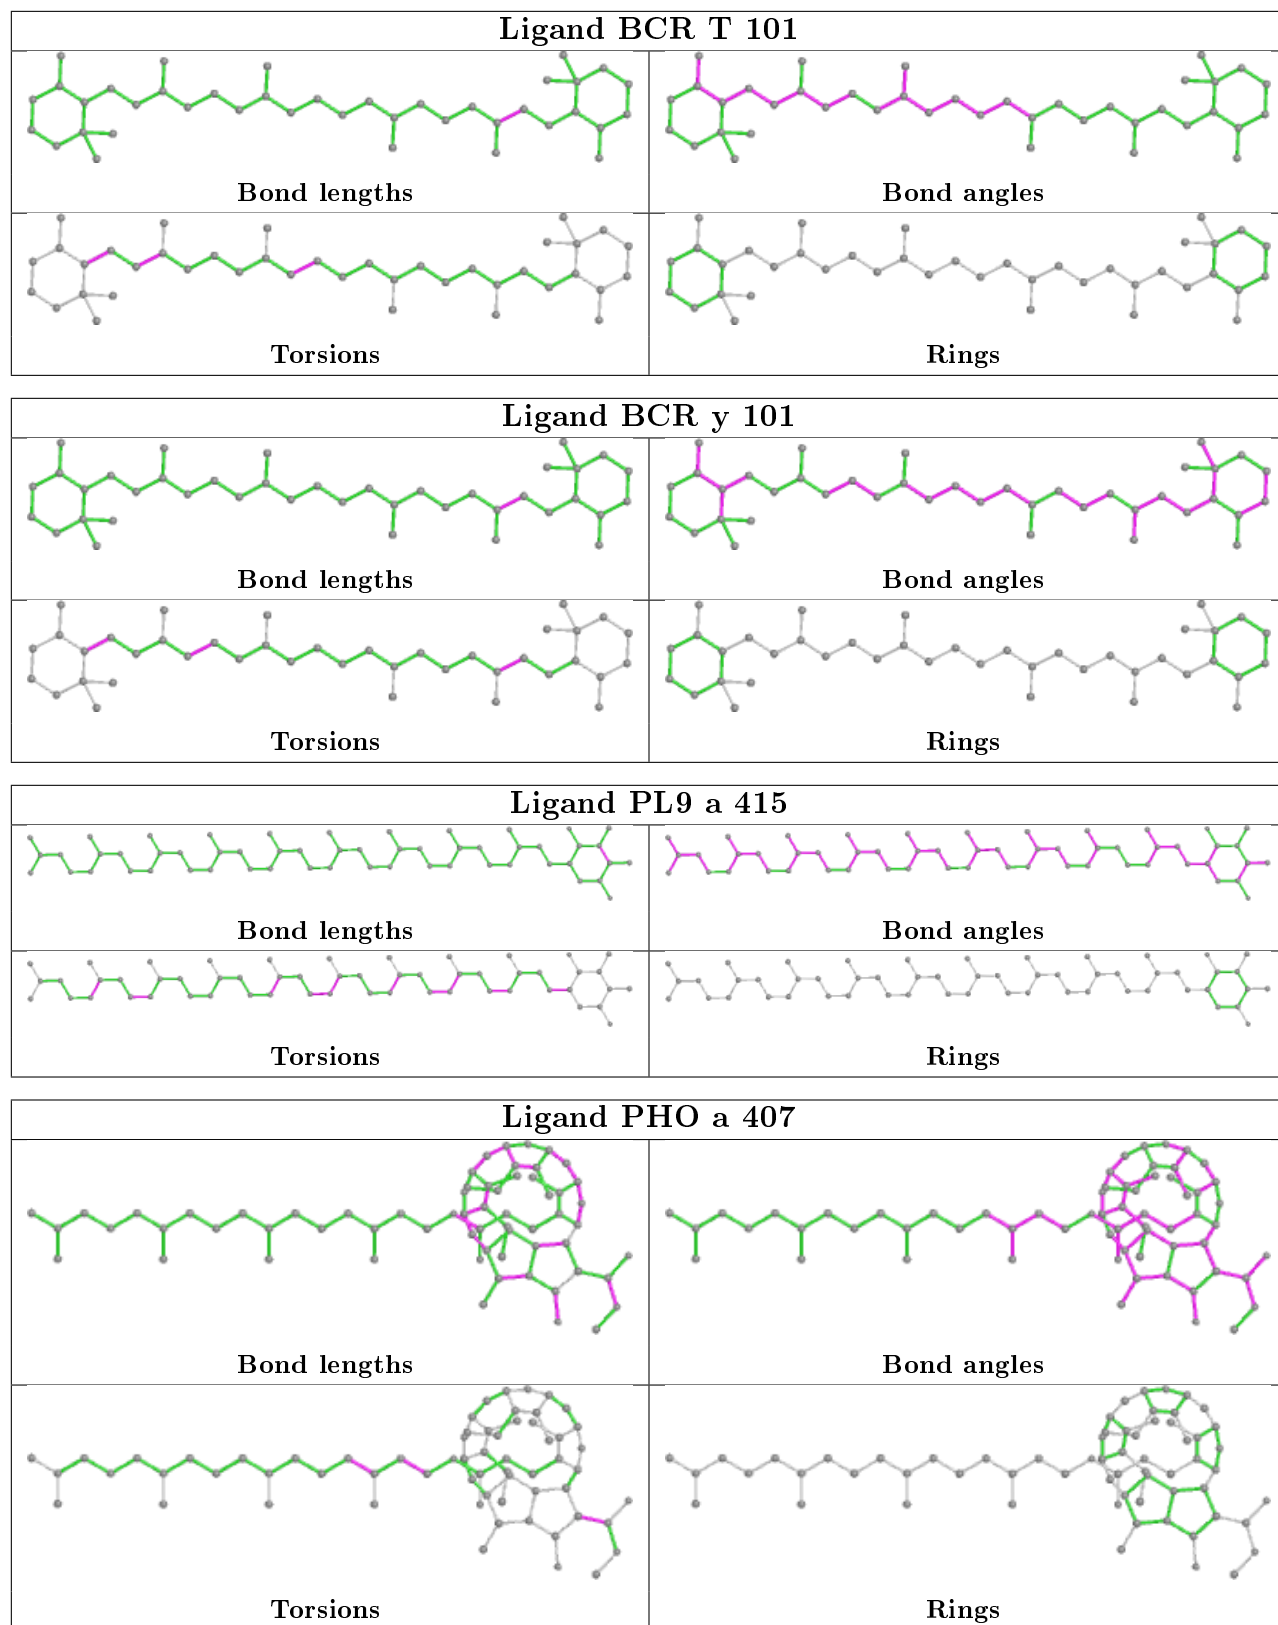 Ligand BCR T 101
Bond lengths
Bond angles
Torsions
Rings
Ligand BCR y 101
Bond lengths
Bond angles
Torsions
Rings
Ligand PL9 a 415
Bond lengths
Bond angles
Torsions
Rings
Ligand PHO a 407
Bond lengths
Bond angles
Torsions
Rings